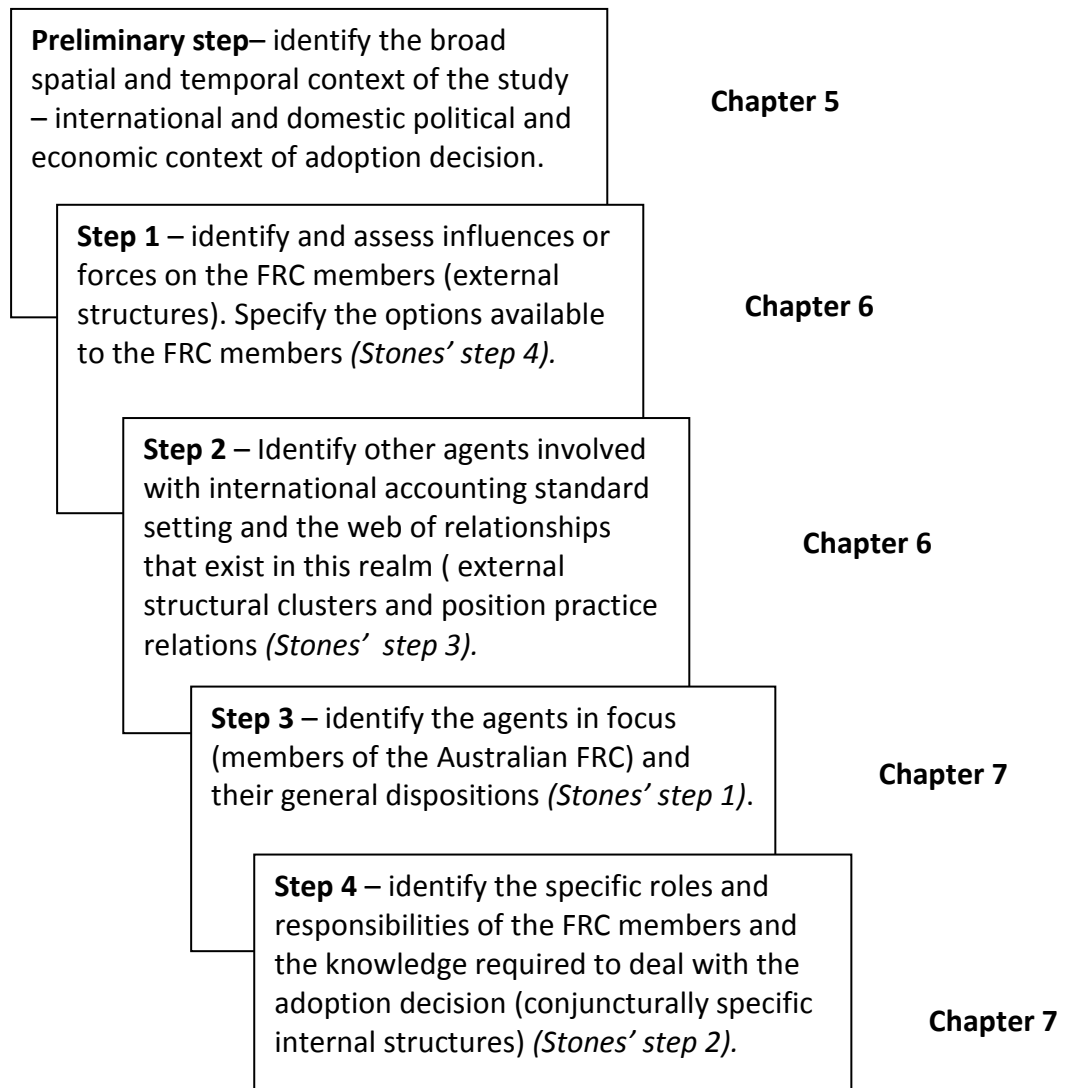 Preliminary step– identify the broad
spatial and temporal context of the study
– international and domestic political and
economic context of adoption decision.
Chapter 5
Step 1 – identify and assess influences or
forces on the FRC members (external
structures). Specify the options available
to the FRC members (Stones’ step 4).
Chapter 6
Step 2 – Identify other agents involved
with international accounting standard
setting and the web of relationships
that exist in this realm ( external
structural clusters and position practice
relations (Stones’ step 3).
Chapter 6
Step 3 – identify the agents in focus
(members of the Australian FRC) and
their general dispositions (Stones’ step 1).
Chapter 7
Step 4 – identify the specific roles and
responsibilities of the FRC members and
the knowledge required to deal with the
adoption decision (conjuncturally specific
internal structures) (Stones’ step 2).
Chapter 7